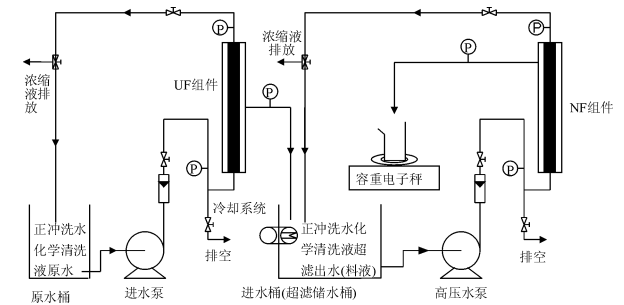 浓缩
液排
放
P
UF组件
P
浓缩液
排放
P
P
NF组件
P
容重电子秤
P
P
正冲洗水
化学清洗
液原水
原水桶
进水泵
冷却系统
排空
正冲洗水化
学清洗液超
滤出水(料液)
进水桶(超滤储水桶)
高压水泵
排空